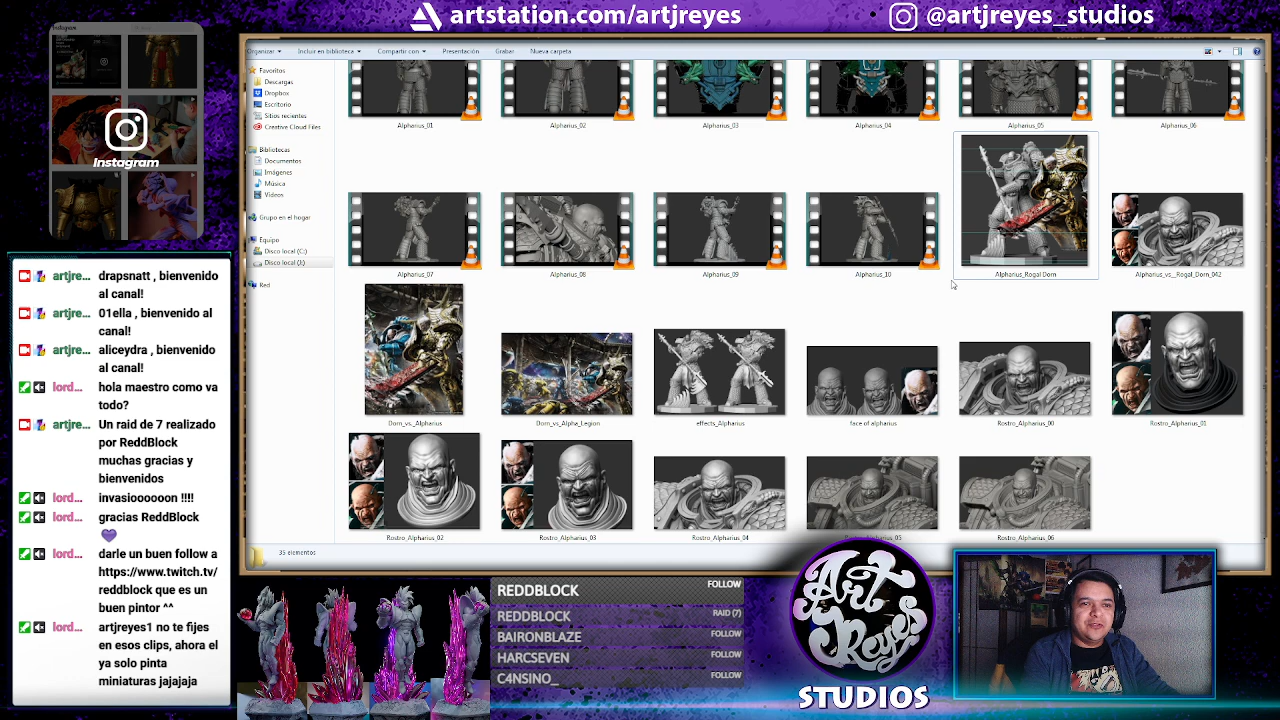 artstation.com/artjreyes
@artjreyes_studios
Instagram
Organizar
Incluir en biblioteca
Compartir con
Presentación
Grabar
Nueva carpeta
Favoritos
Descargas
Dropbox
Escritorio
Sitios recientes
Creative Cloud Files
Bibliotecas
Documentos
Imágenes
Música
Vídeos
Grupo en el hogar
Equipo
Disco local (C:)
Disco local (J:)
Red
Alpharius_01
Alpharius_02
Alpharius_03
Alpharius_04
Alpharius_05
Alpharius_06
Alpharius_07
Alpharius_08
Alpharius_09
Alpharius_10
Alpharius_Rogal Dorn
Alpharius_vs._Rogal_Dorn_042
Dorn_vs._Alpharius
Dorn_vs_Alpha_Legion
effects_Alpharius
face of alpharius
Rostro_Alpharius_00
Rostro_Alpharius_01
Rostro_Alpharius_02
Rostro_Alpharius_03
Rostro_Alpharius_04
Rostro_Alpharius_05
Rostro_Alpharius_06
35 elementos
artjre... drapsnatt , bienvenido
al canal!
artjre... 01ella , bienvenido al
canal!
artjre... aliceydra , bienvenido
al canal!
lord... hola maestro como va
todo?
artjre... Un raid de 7 realizado
por ReddBlock
muchas gracias y
bienvenidos
lord... invasioooooon !!!!
lord... gracias ReddBlock
lord... darle un buen follow a
https://www.twitch.tv/
reddblock que es un
buen pintor ^^
lord... artjreyes1 no te fijes
en esos clips, ahora el
ya solo pinta
miniaturas jajajaja
REDDBLOCK FOLLOW
REDDBLOCK RAID (7)
BAIRONBLAZE FOLLOW
HARCSEVEN FOLLOW
C4NSINO_ FOLLOW
Art
Reyes
STUDIOS